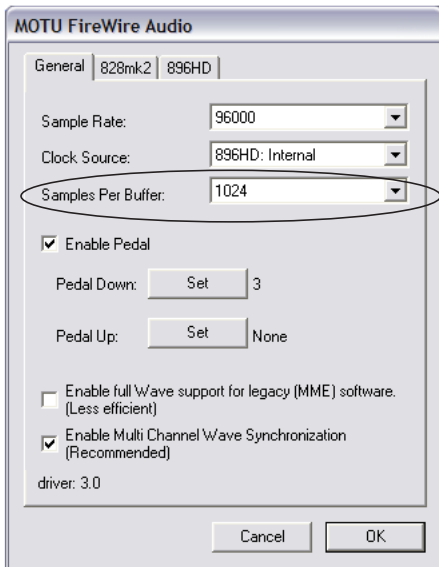 MOTU FireWire Audio
General 828mk2 896HD
Sample Rate: 96000
Clock Source: 896HD: Internal
Samples Per Buffer: 1024
Enable Pedal
Pedal Down: Set 3
Pedal Up: Set None
Enable full Wave support for legacy (MME) software.
(Less efficient)
Enable Multi Channel Wave Synchronization
(Recommended)
driver: 3.0
Cancel OK